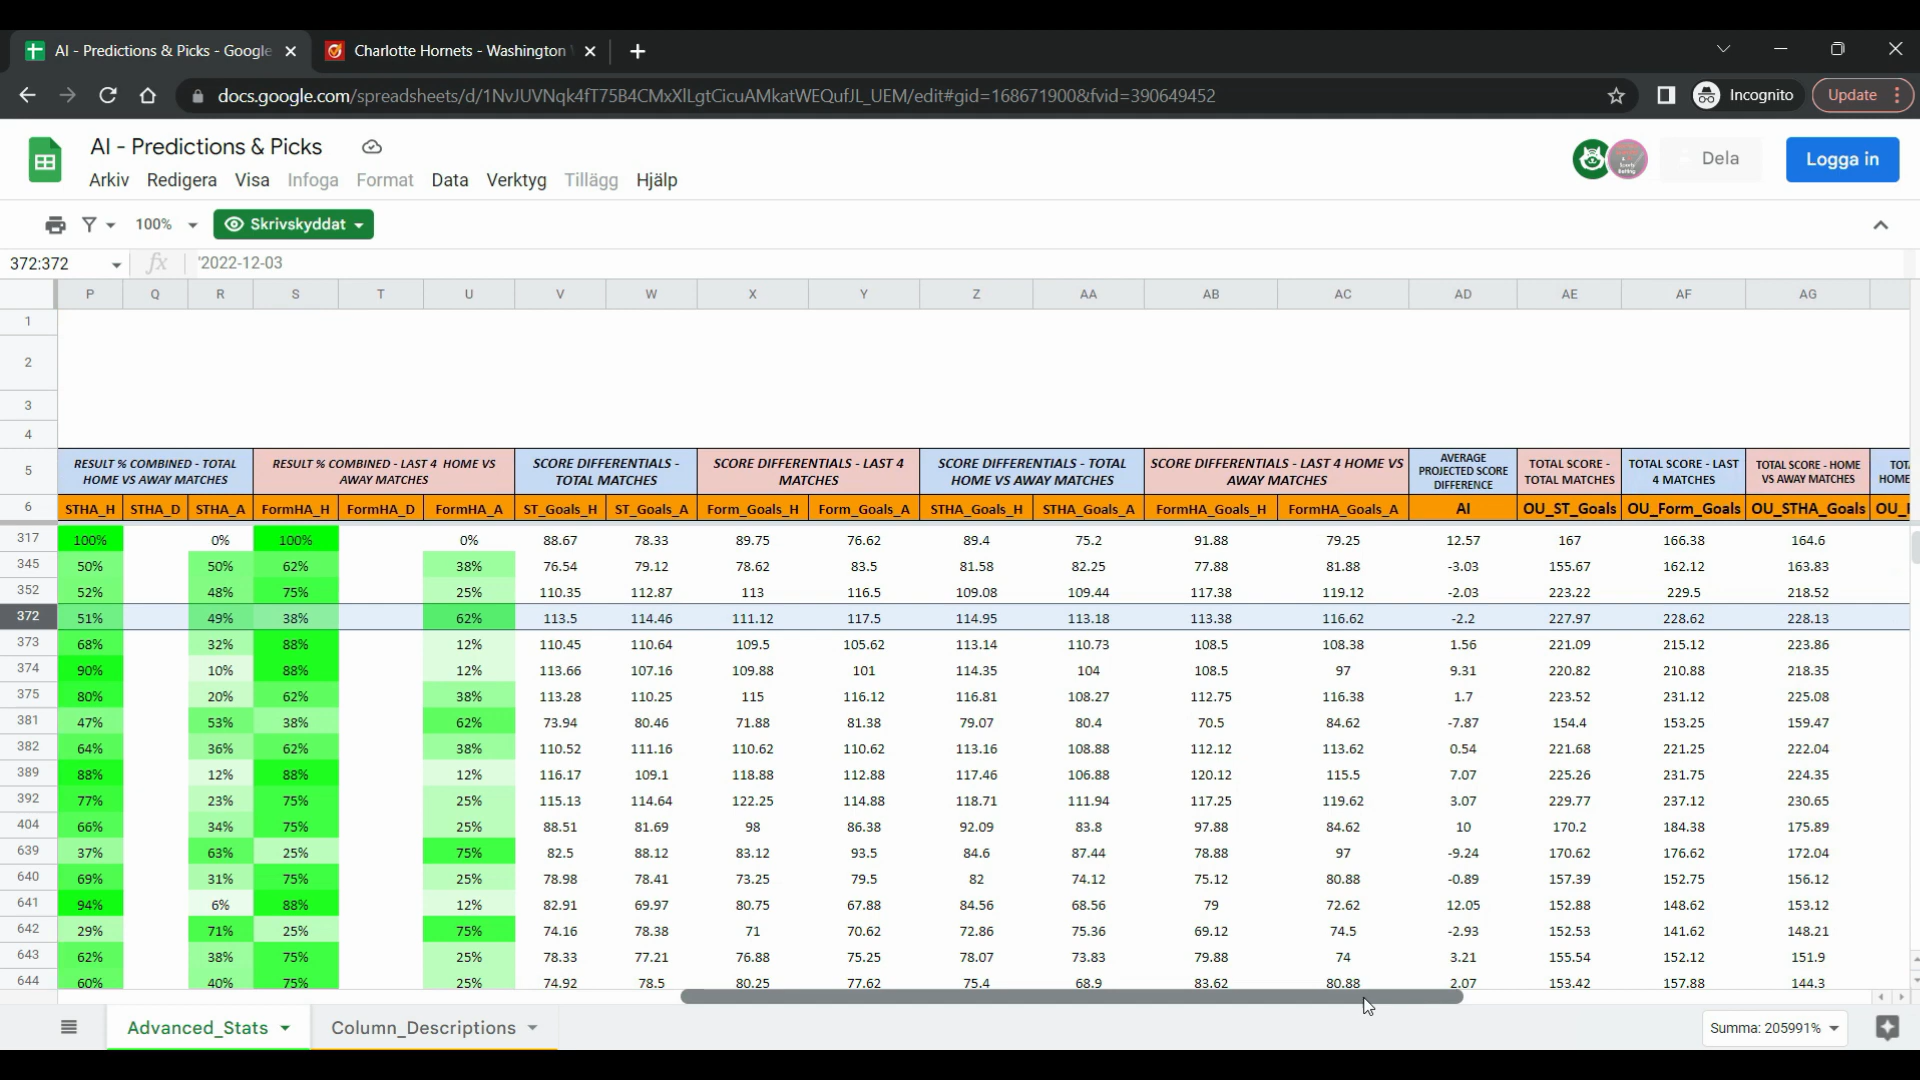 AI - Predictions & Picks - Google
Charlotte Hornets - Washington
docs.google.com/spreadsheets/d/1NvJUVNqk4fT75B4CMxXlLgtCicuAMkatWEQufJL_UEM/edit#gid=168671900&fvid=390649452
Incognito
Update
AI - Predictions & Picks
Arkiv Redigera Visa Infoga Format Data Verktyg Tillägg Hjälp
Dela
Logga in
100% Skrivskyddat
372:372 fx '2022-12-03
P Q R S T U V W X Y Z AA AB AC AD AE AF AG
1
2
3
4
5 RESULT % COMBINED - TOTAL HOME VS AWAY MATCHES RESULT % COMBINED - LAST 4 HOME VS AWAY MATCHES SCORE DIFFERENTIALS - TOTAL MATCHES SCORE DIFFERENTIALS - LAST 4 MATCHES SCORE DIFFERENTIALS - TOTAL HOME VS AWAY MATCHES SCORE DIFFERENTIALS - LAST 4 HOME VS AWAY MATCHES AVERAGE PROJECTED SCORE DIFFERENCE TOTAL SCORE - TOTAL MATCHES TOTAL SCORE - LAST 4 MATCHES TOTAL SCORE - HOME VS AWAY MATCHES
6 STHA_H STHA_D STHA_A FormHA_H FormHA_D FormHA_A ST_Goals_H ST_Goals_A Form_Goals_H Form_Goals_A STHA_Goals_H STHA_Goals_A FormHA_Goals_H FormHA_Goals_A AI OU_ST_Goals OU_Form_Goals OU_STHA_Goals
317 100% 0% 100% 0% 88.67 78.33 89.75 76.62 89.4 75.2 91.88 79.25 12.57 167 166.38 164.6
345 50% 50% 62% 38% 76.54 79.12 78.62 83.5 81.58 82.25 77.88 81.88 -3.03 155.67 162.12 163.83
352 52% 48% 75% 25% 110.35 112.87 113 116.5 109.08 109.44 117.38 119.12 -2.03 223.22 229.5 218.52
372 51% 49% 38% 62% 113.5 114.46 111.12 117.5 114.95 113.18 113.38 116.62 -2.2 227.97 228.62 228.13
373 68% 32% 88% 12% 110.45 110.64 109.5 105.62 113.14 110.73 108.5 108.38 1.56 221.09 215.12 223.86
374 90% 10% 88% 12% 113.66 107.16 109.88 101 114.35 104 108.5 97 9.31 220.82 210.88 218.35
375 80% 20% 62% 38% 113.28 110.25 115 116.12 116.81 108.27 112.75 116.38 1.7 223.52 231.12 225.08
381 47% 53% 38% 62% 73.94 80.46 71.88 81.38 79.07 80.4 70.5 84.62 -7.87 154.4 153.25 159.47
382 64% 36% 62% 38% 110.52 111.16 110.62 110.62 113.16 108.88 112.12 113.62 0.54 221.68 221.25 222.04
389 88% 12% 88% 12% 116.17 109.1 118.88 112.88 117.46 106.88 120.12 115.5 7.07 225.26 231.75 224.35
392 77% 23% 75% 25% 115.13 114.64 122.25 114.88 118.71 111.94 117.25 119.62 3.07 229.77 237.12 230.65
404 66% 34% 75% 25% 88.51 81.69 98 86.38 92.09 83.8 97.88 84.62 10 170.2 184.38 175.89
639 37% 63% 25% 75% 82.5 88.12 83.12 93.5 84.6 87.44 78.88 97 -9.24 170.62 176.62 172.04
640 69% 31% 75% 25% 78.98 78.41 73.25 79.5 82 74.12 75.12 80.88 -0.89 157.39 152.75 156.12
641 94% 6% 88% 12% 82.91 69.97 80.75 67.88 84.56 68.56 79 72.62 12.05 152.88 148.62 153.12
642 29% 71% 25% 75% 74.16 78.38 71 70.62 72.86 75.36 69.12 74.5 -2.93 152.53 141.62 148.21
643 62% 38% 75% 25% 78.33 77.21 76.88 75.25 78.07 73.83 79.88 74 3.21 155.54 152.12 151.9
644 60% 40% 75% 25% 74.92 78.5 80.25 77.62 75.4 68.9 83.62 80.88 2.07 153.42 157.88 144.3
Advanced_Stats Column_Descriptions Summa: 205991%